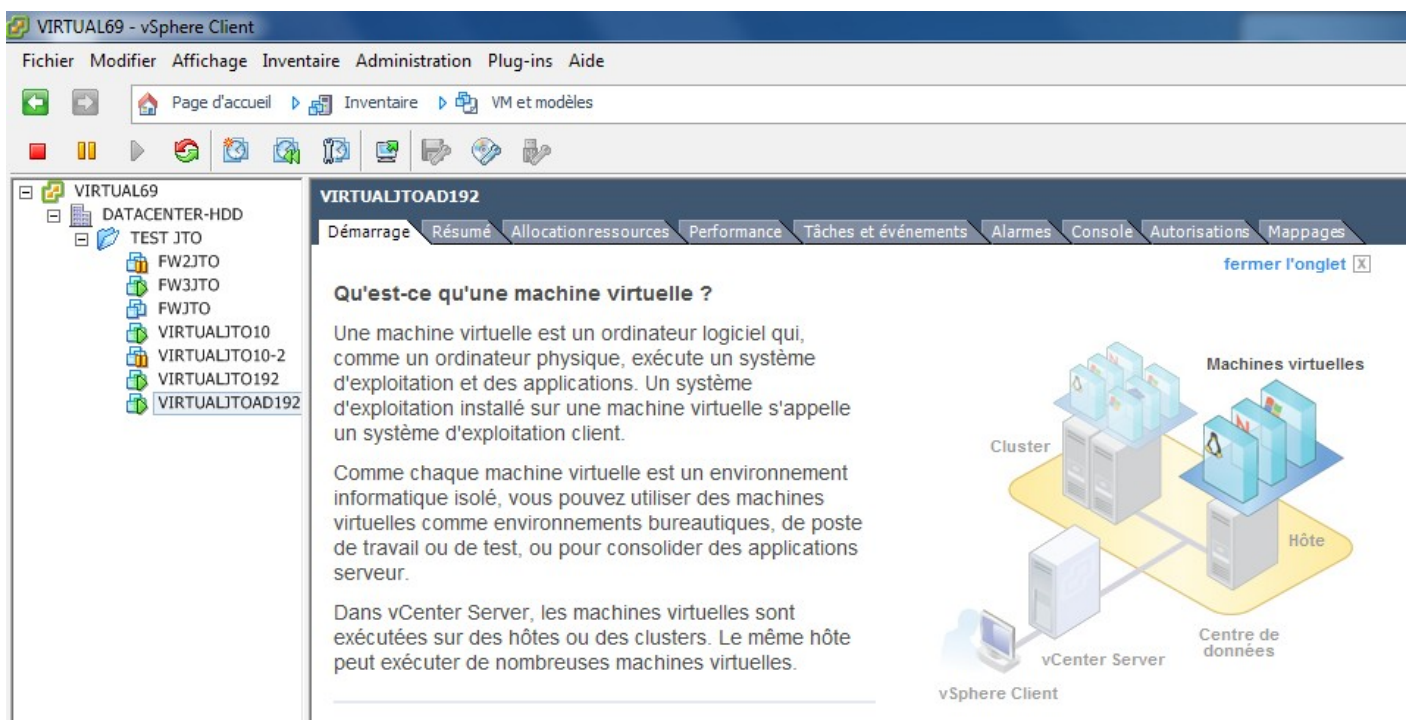 VIRTUAL69 - vSphere Client
Fichier Modifier Affichage Inventaire Administration Plug-ins Aide
Page d'accueil Inventaire VM et modèles
VIRTUAL69
DATACENTER-HDD
TEST JTO
FW2JTO
FW3JTO
FWJTO
VIRTUALJTO10
VIRTUALJTO10-2
VIRTUALJTO192
VIRTUALJTOAD192
VIRTUALJTOAD192
Démarrage Résumé Allocation ressources Performance Tâches et événements Alarmes Console Autorisations Mappages
fermer l'onglet X
Qu'est-ce qu'une machine virtuelle ?
Une machine virtuelle est un ordinateur logiciel qui,
comme un ordinateur physique, exécute un système
d'exploitation et des applications. Un système
d'exploitation installé sur une machine virtuelle s'appelle
un système d'exploitation client.
Comme chaque machine virtuelle est un environnement
informatique isolé, vous pouvez utiliser des machines
virtuelles comme environnements bureautiques, de poste
de travail ou de test, ou pour consolider des applications
serveur.
Dans vCenter Server, les machines virtuelles sont
exécutées sur des hôtes ou des clusters. Le même hôte
peut exécuter de nombreuses machines virtuelles.
Machines virtuelles
Cluster
Hôte
Centre de
données
vCenter Server
vSphere Client